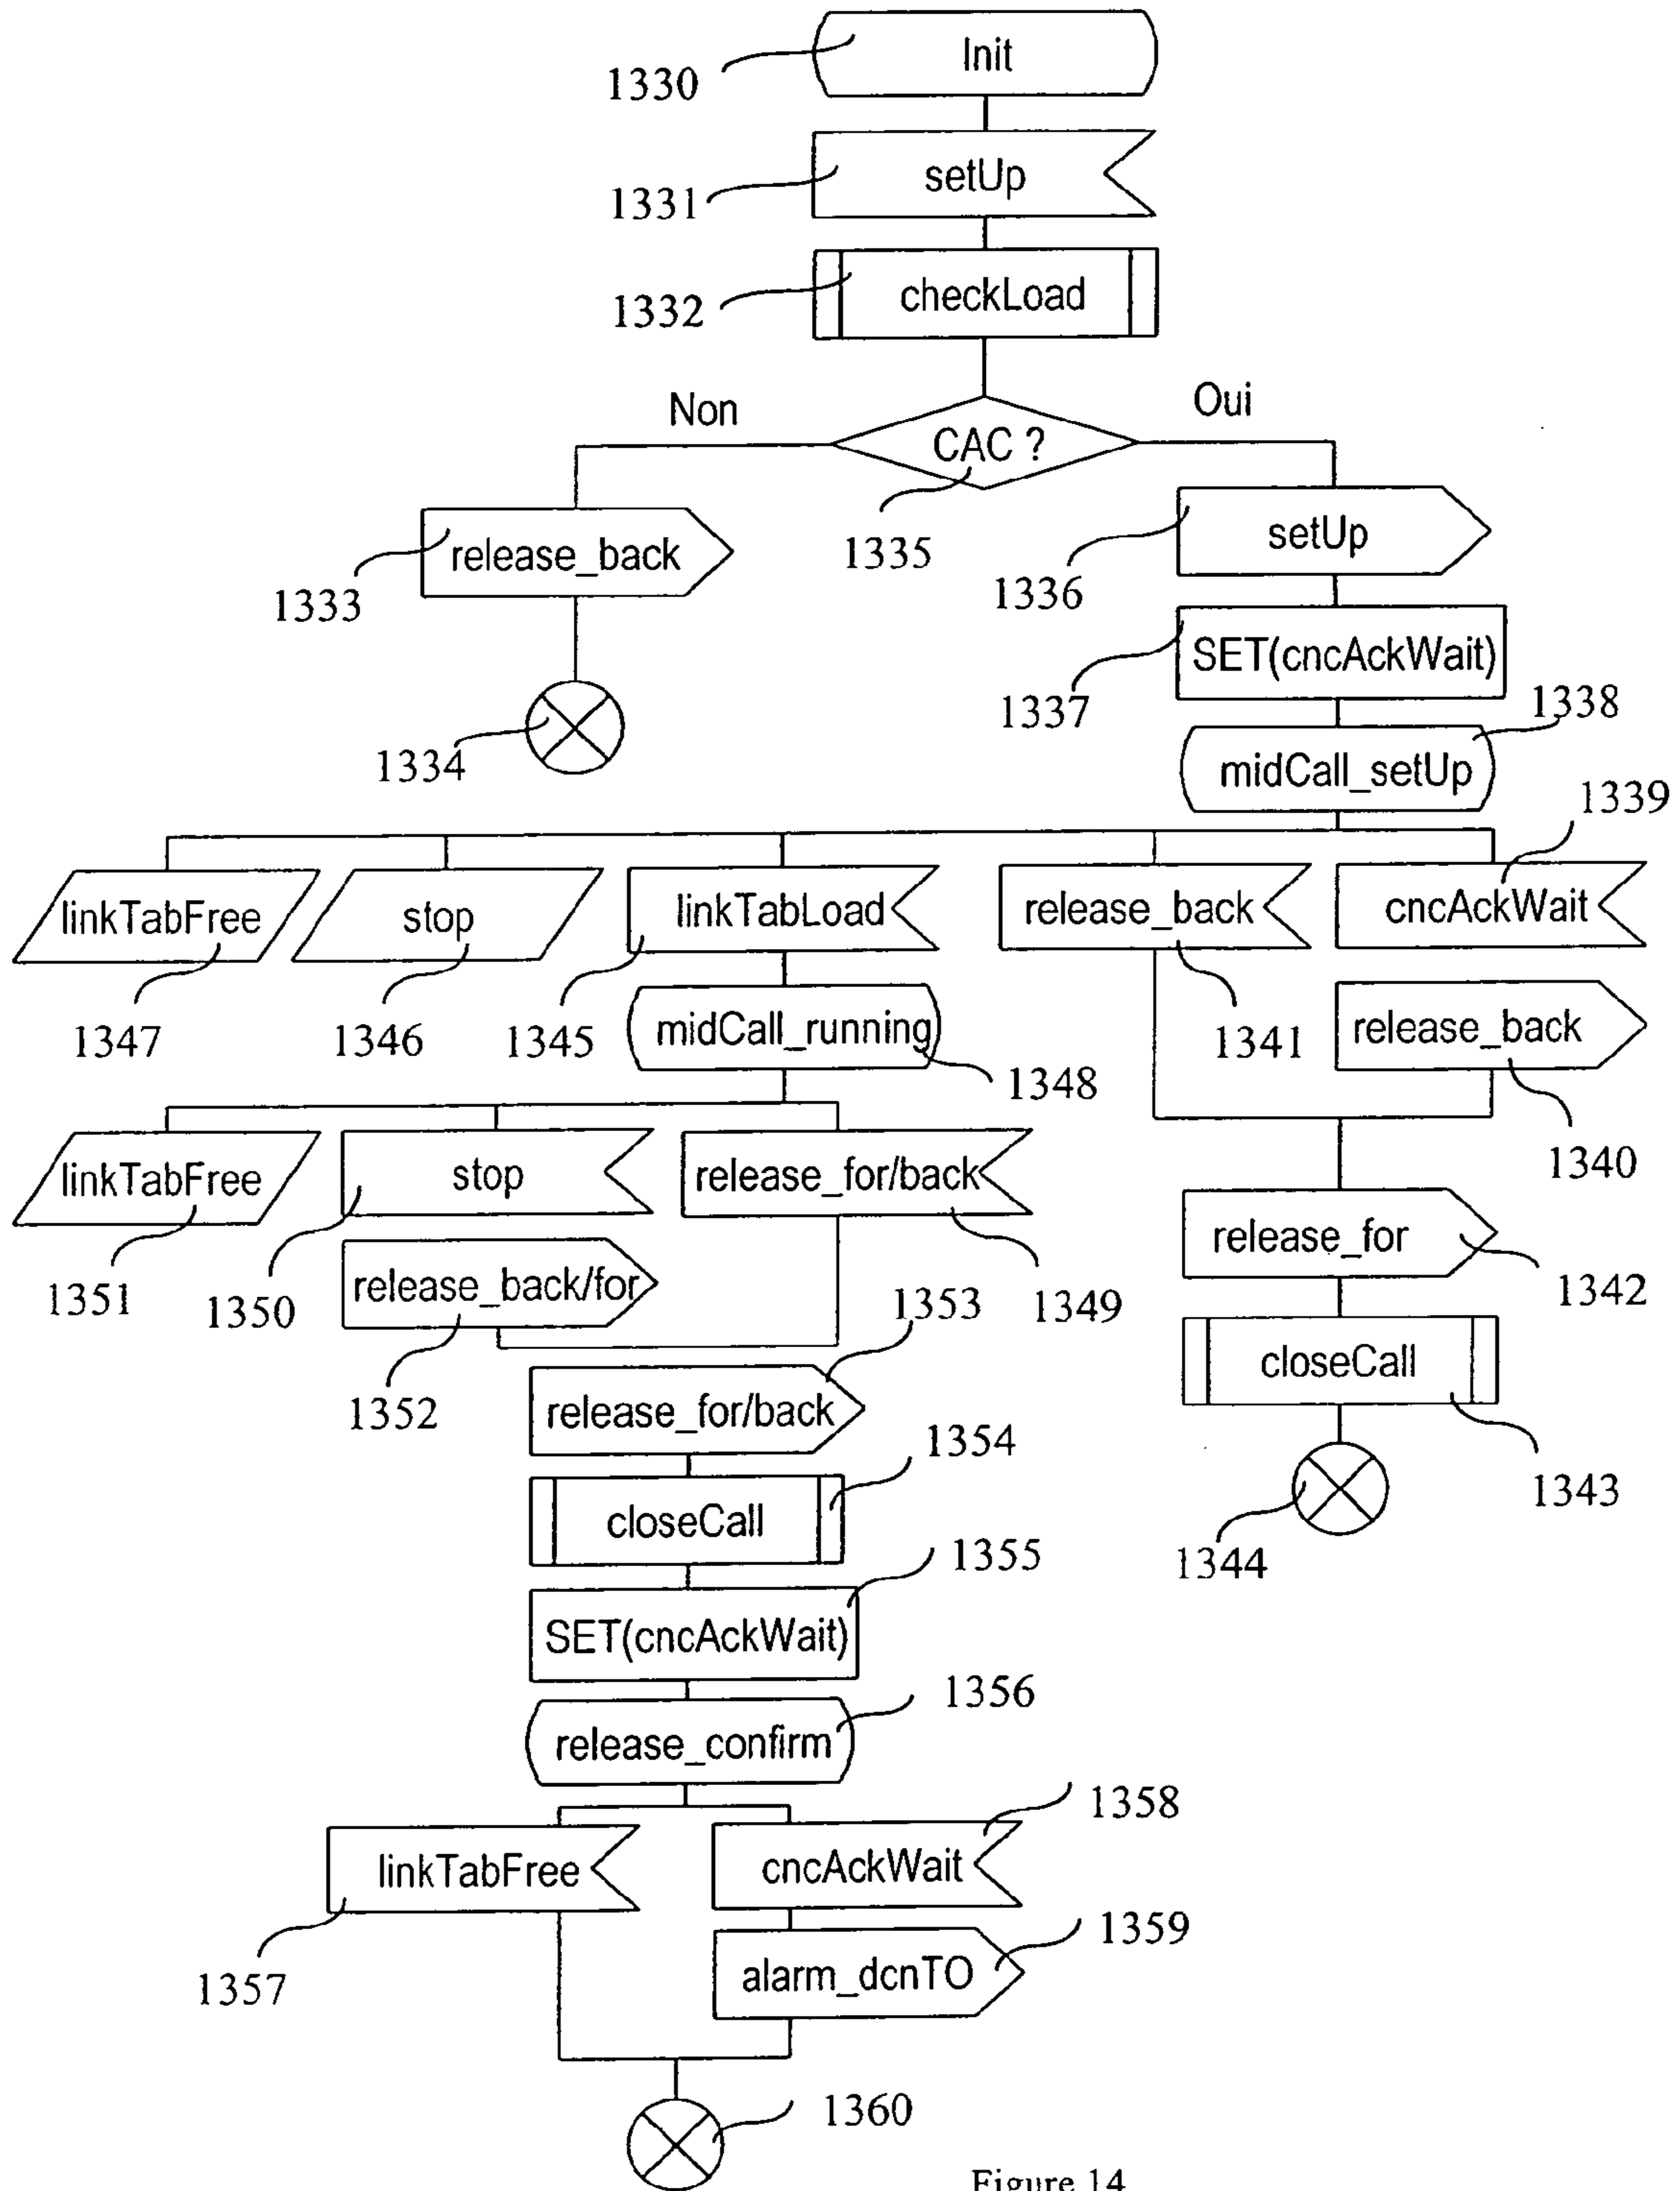 Init
1330
setUp
1331
checkLoad
1332
Non
Oui
CAC ?
1335
release_back
1333
setUp
1336
1334
SET(cncAckWait)
1337
1338
midCall_setUp
1339
linkTabFree
stop
linkTabLoad
release_back
cncAckWait
1347
1346
1345
midCall_running
1341
release_back
1348
1340
linkTabFree
stop
release_for/back
release_for
1351
1350
release_back/for
1353
1349
1342
1352
release_for/back
closeCall
1354
1343
closeCall
1355
1344
SET(cncAckWait)
1356
release_confirm
1358
linkTabFree
cncAckWait
1359
1357
alarm_dcnTO
1360
Figure 14